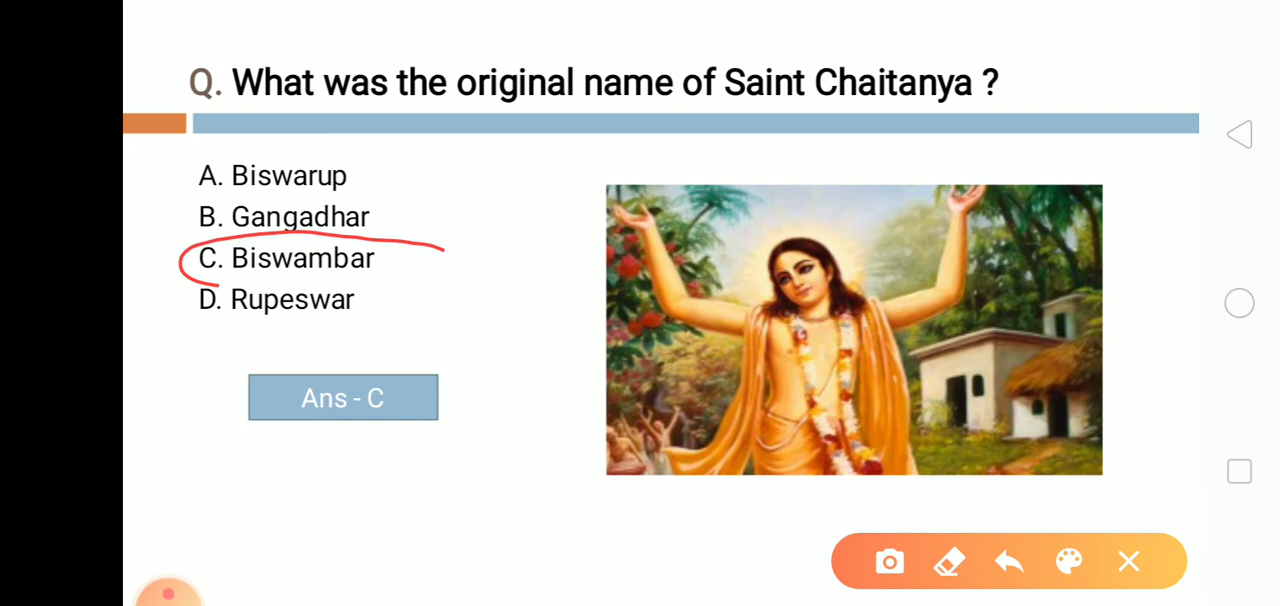 Q. What was the original name of Saint Chaitanya ?
A. Biswarup
B. Gangadhar
C. Biswambar
D. Rupeswar
Ans - C